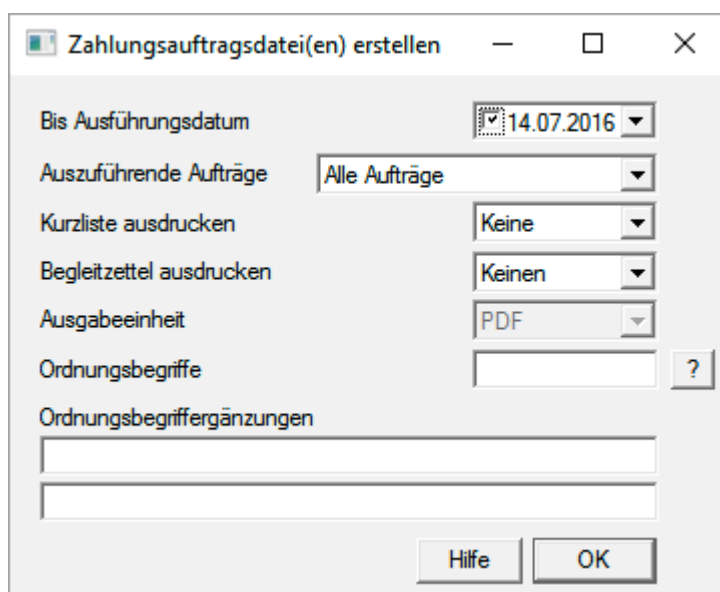 Zahlungsauftragsdatei(en) erstellen
Bis Ausführungsdatum 14.07.2016
Auszuführende Aufträge Alle Aufträge
Kurzliste ausdrucken Keine
Begleitzettel ausdrucken Keinen
Ausgabeeinheit PDF
Ordnungsbegriffe ?
Ordnungsbegriffergänzungen
Hilfe OK